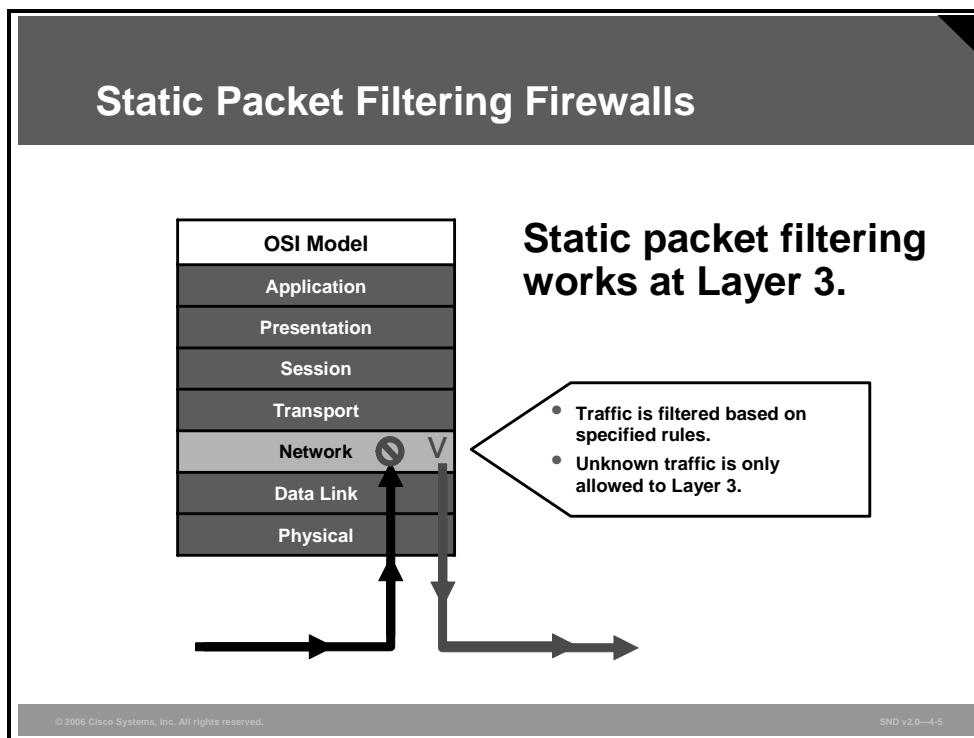 Static Packet Filtering Firewalls
OSI Model
Application
Presentation
Session
Transport
Network V
Data Link
Physical
Static packet filtering
works at Layer 3.
• Traffic is filtered based on
specified rules.
• Unknown traffic is only
allowed to Layer 3.
© 2006 Cisco Systems, Inc. All rights reserved.
SND v2.0—4-5